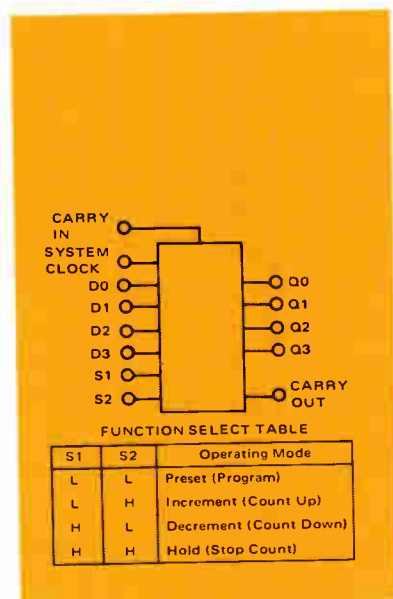 CARRY
IN
SYSTEM
CLOCK
D0
D1
D2
D3
S1
S2
Q0
Q1
Q2
Q3
CARRY
OUT
FUNCTION SELECT TABLE
S1 S2 Operating Mode
L L Preset (Program)
L H Increment (Count Up)
H L Decrement (Count Down)
H H Hold (Stop Count)